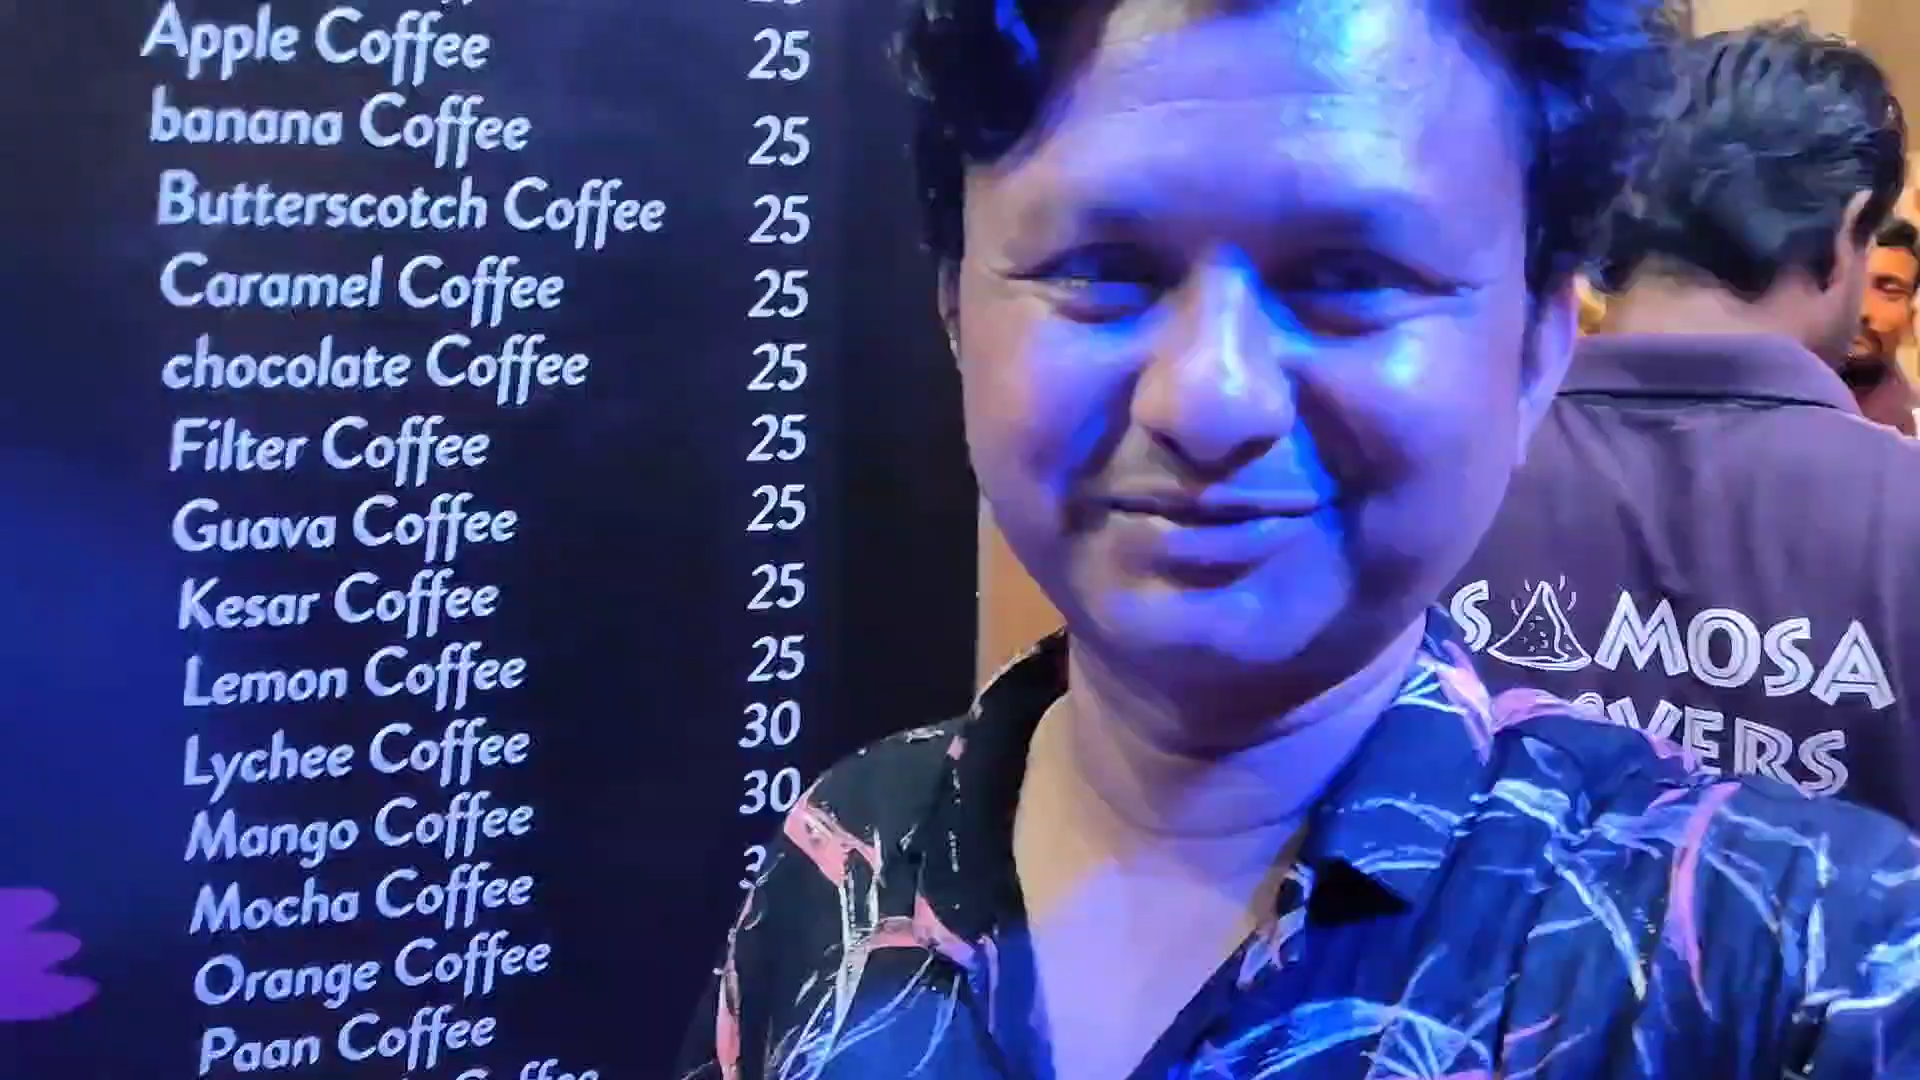 Apple Coffee 25
banana Coffee 25
Butterscotch Coffee 25
Caramel Coffee 25
chocolate Coffee 25
Filter Coffee 25
Guava Coffee 25
Kesar Coffee 25
Lemon Coffee 25
Lychee Coffee 30
Mango Coffee 30
Mocha Coffee
Orange Coffee
Paan Coffee
Coffee
SAMOSA